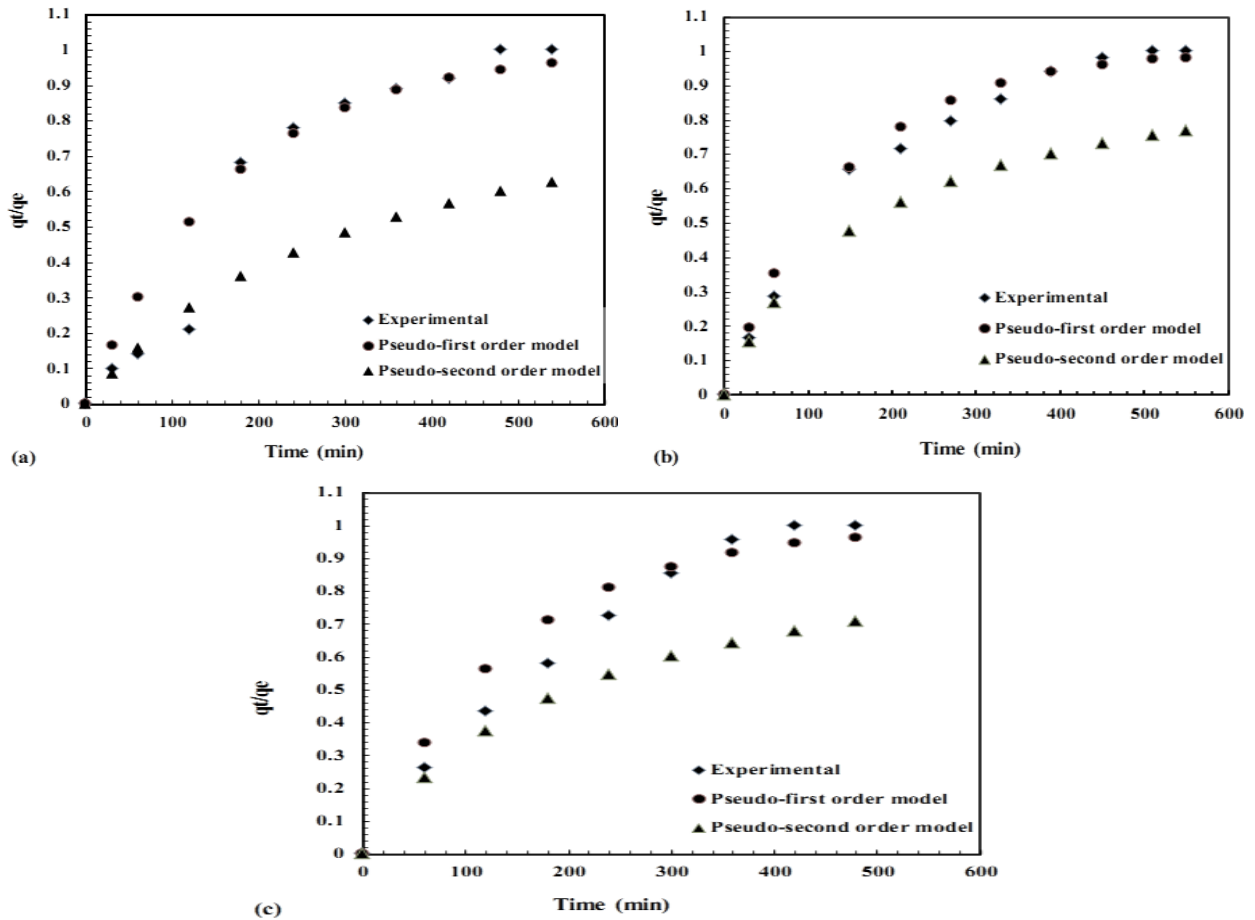 1.1
1
0.9
0.8
0.7
0.6
0.5
0.4
0.3
0.2
0.1
0
qt/qe
Experimental
Pseudo-first order model
Pseudo-second order model
0 100 200 300 400 500 600
Time (min)
(a)
1.1
1
0.9
0.8
0.7
0.6
0.5
0.4
0.3
0.2
0.1
0
qt/qe
Experimental
Pseudo-first order model
Pseudo-second order model
0 100 200 300 400 500 600
Time (min)
(b)
1.1
1
0.9
0.8
0.7
0.6
0.5
0.4
0.3
0.2
0.1
0
qt/qe
Experimental
Pseudo-first order model
Pseudo-second order model
0 100 200 300 400 500 600
Time (min)
(c)